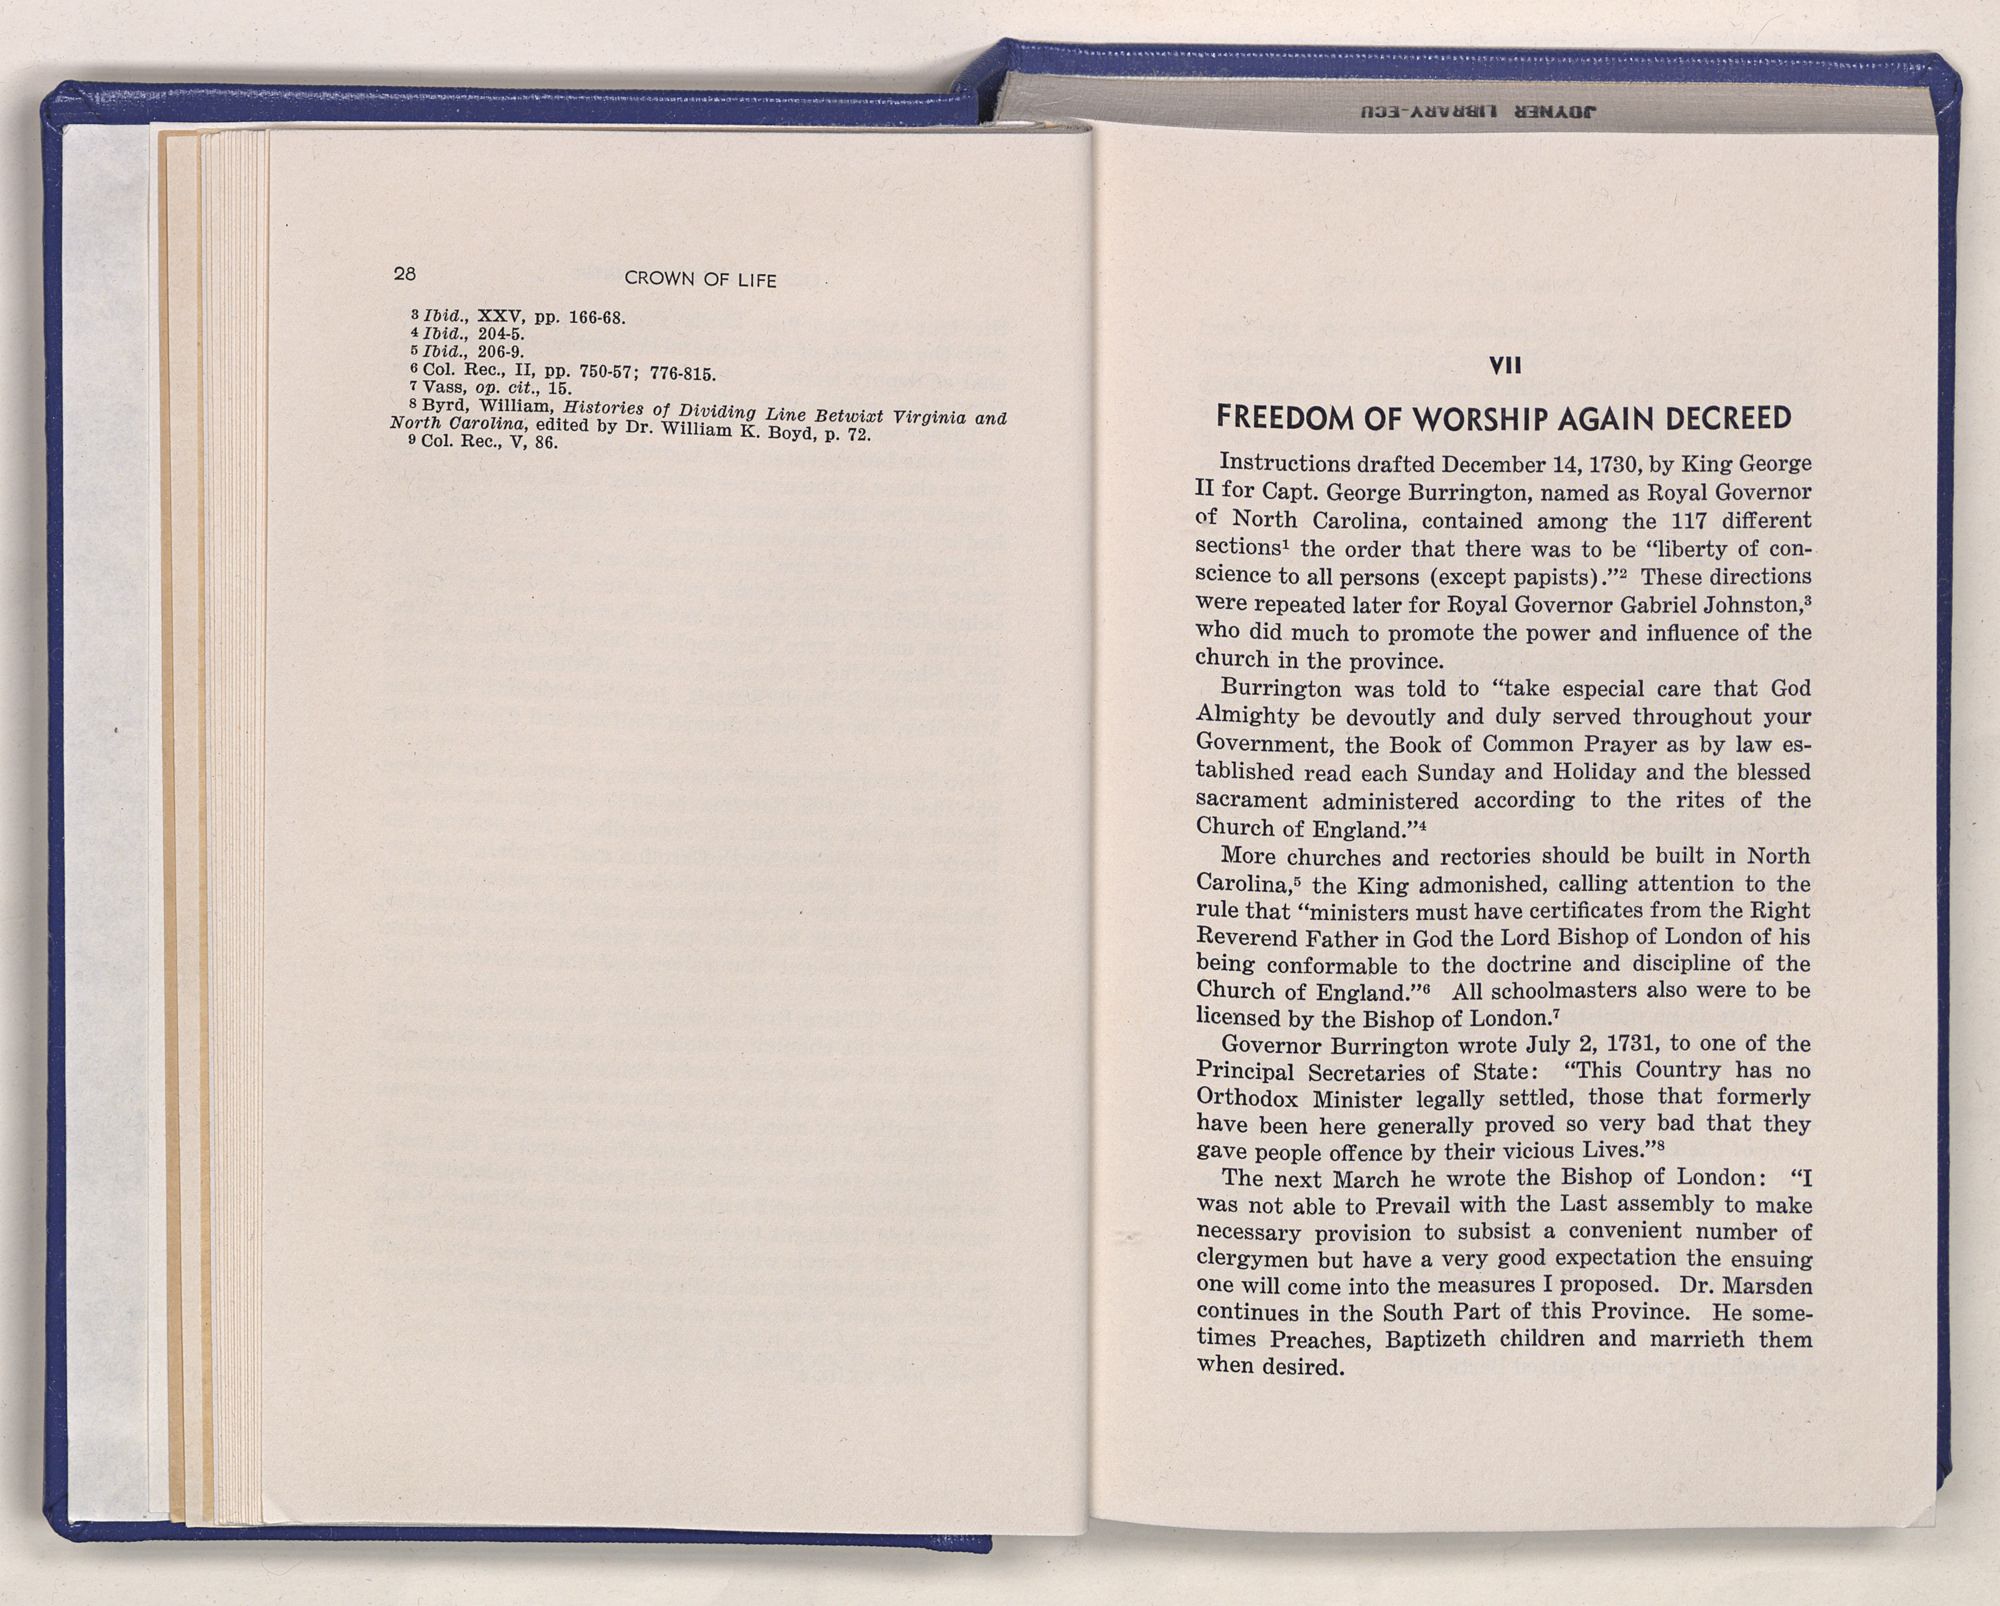 JOYNER LIBRARY-ECU
28
CROWN OF LIFE
3 Ibid., XXV, pp. 166-68.
4 Ibid., 204-5.
5 Ibid., 206-9.
6 Col. Rec., II, pp. 750-57; 776-815.
7 Vass, op. cit., 15.
8 Byrd, William, Histories of Dividing Line Betwixt Virginia and
North Carolina, edited by Dr. William K. Boyd, p. 72.
9 Col. Rec., V, 86.
VII
FREEDOM OF WORSHIP AGAIN DECREED
Instructions drafted December 14, 1730, by King George
II for Capt. George Burrington, named as Royal Governor
of North Carolina, contained among the 117 different
sections¹ the order that there was to be “liberty of con-
science to all persons (except papists).”² These directions
were repeated later for Royal Governor Gabriel Johnston,³
who did much to promote the power and influence of the
church in the province.
Burrington was told to “take especial care that God
Almighty be devoutly and duly served throughout your
Government, the Book of Common Prayer as by law es-
tablished read each Sunday and Holiday and the blessed
sacrament administered according to the rites of the
Church of England.”⁴
More churches and rectories should be built in North
Carolina,⁵ the King admonished, calling attention to the
rule that “ministers must have certificates from the Right
Reverend Father in God the Lord Bishop of London of his
being conformable to the doctrine and discipline of the
Church of England.”⁶ All schoolmasters also were to be
licensed by the Bishop of London.⁷
Governor Burrington wrote July 2, 1731, to one of the
Principal Secretaries of State: “This Country has no
Orthodox Minister legally settled, those that formerly
have been here generally proved so very bad that they
gave people offence by their vicious Lives.”⁸
The next March he wrote the Bishop of London: “I
was not able to Prevail with the Last assembly to make
necessary provision to subsist a convenient number of
clergymen but have a very good expectation the ensuing
one will come into the measures I proposed. Dr. Marsden
continues in the South Part of this Province. He some-
times Preaches, Baptizeth children and marrieth them
when desired.